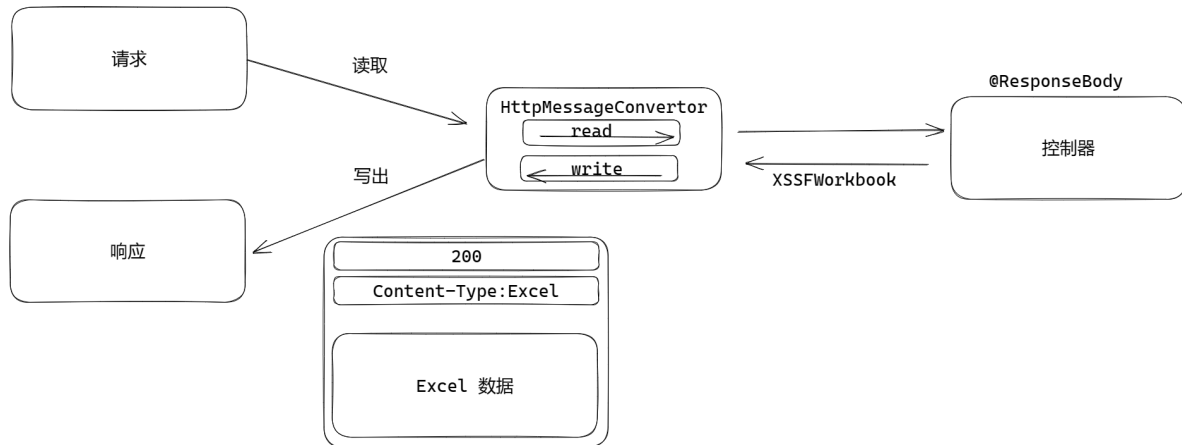 请求
读取
@ResponseBody
HttpMessageConvertor
read
控制器
write
写出
XSSFWorkbook
响应
200
Content-Type:Excel
Excel 数据